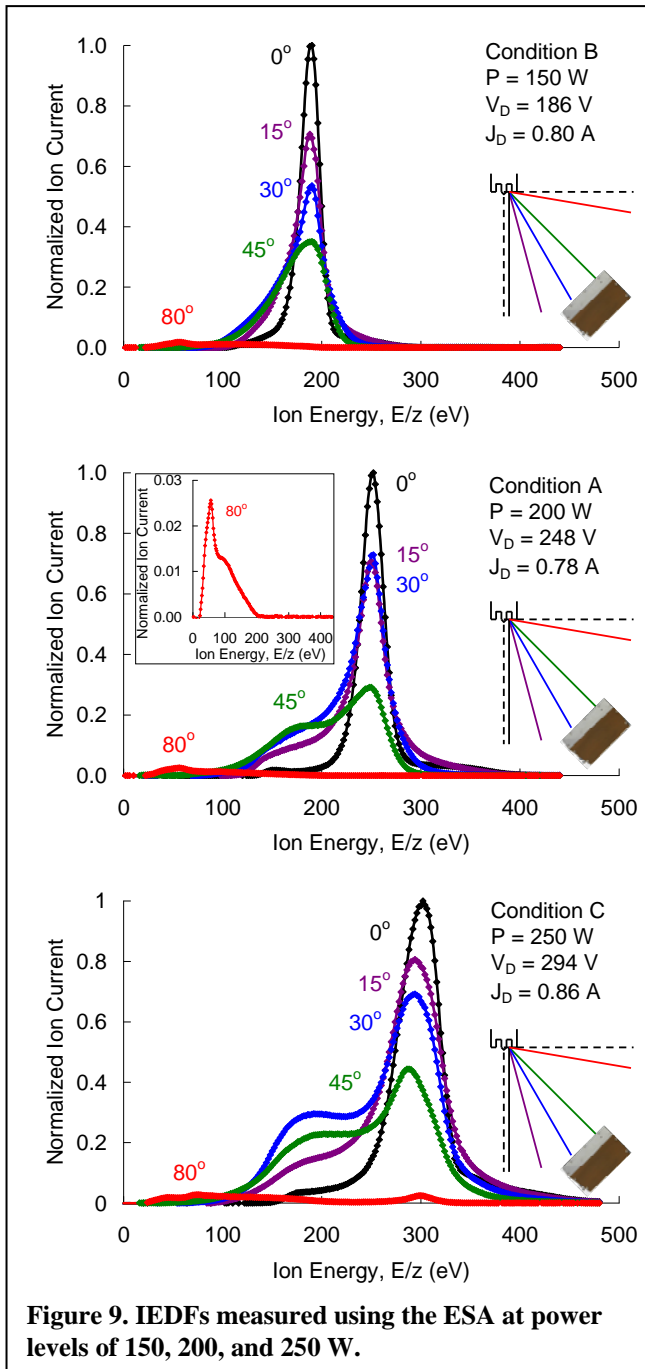 Condition B
P = 150 W
V_D = 186 V
J_D = 0.80 A
0°
15°
30°
45°
80°
Normalized Ion Current
1.0
0.8
0.6
0.4
0.2
0.0
0 100 200 300 400 500
Ion Energy, E/z (eV)
Condition A
P = 200 W
V_D = 248 V
J_D = 0.78 A
0°
15°
30°
45°
80°
Normalized Ion Current
1.0
0.8
0.6
0.4
0.2
0.0
0 100 200 300 400 500
Ion Energy, E/z (eV)
Normalized Ion Current
0.03
0.02
0.01
0.00
80°
0 100 200 300 400
Ion Energy, E/z (eV)
Condition C
P = 250 W
V_D = 294 V
J_D = 0.86 A
0°
15°
30°
45°
80°
Normalized Ion Current
1
0.8
0.6
0.4
0.2
0
0 100 200 300 400 500
Ion Energy, E/z (eV)
Figure 9. IEDFs measured using the ESA at power
levels of 150, 200, and 250 W.